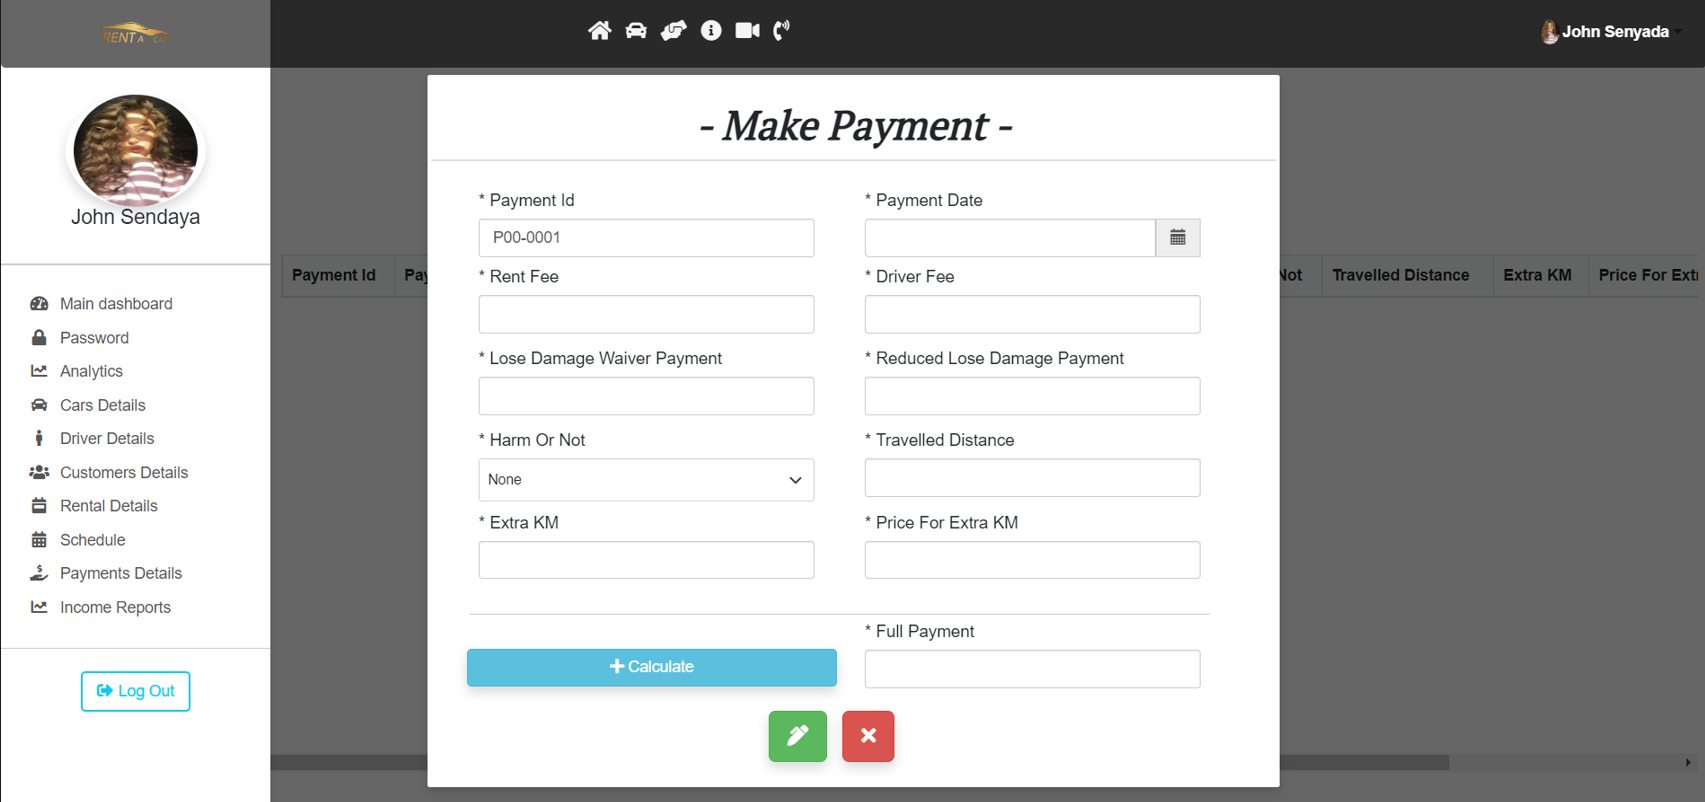 RENT A CAR
John Senyada
John Sendaya
Main dashboard
Password
Analytics
Cars Details
Driver Details
Customers Details
Rental Details
Schedule
Payments Details
Income Reports
Log Out
Payment Id
Not
Travelled Distance
Extra KM
Price For
- Make Payment -
* Payment Id
* Payment Date
P00-0001
* Rent Fee
* Driver Fee
* Lose Damage Waiver Payment
* Reduced Lose Damage Payment
* Harm Or Not
* Travelled Distance
None
* Extra KM
* Price For Extra KM
* Full Payment
Calculate